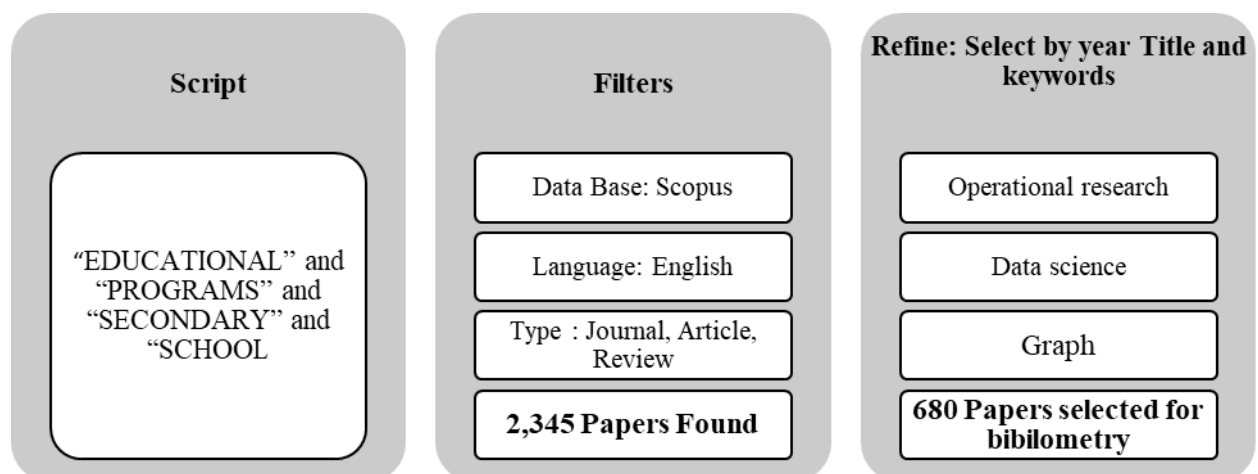 Script
“EDUCATIONAL” and
“PROGRAMS” and
“SECONDARY” and
“SCHOOL
Filters
Data Base: Scopus
Language: English
Type : Journal, Article,
Review
2,345 Papers Found
Refine: Select by year Title and
keywords
Operational research
Data science
Graph
680 Papers selected for
bibilometry